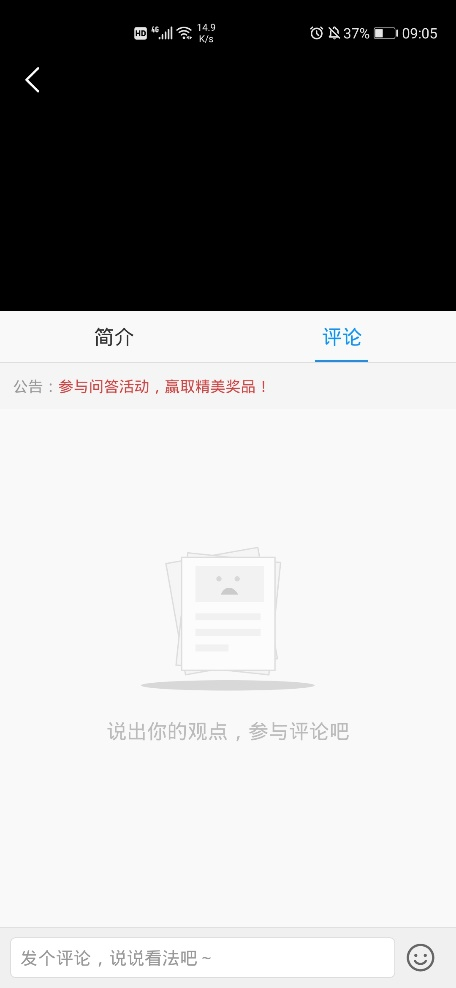 HD 4G 14.9 K/s 37% 09:05
简介 评论
公告：参与问答活动，赢取精美奖品！
说出你的观点，参与评论吧
发个评论，说说看法吧~